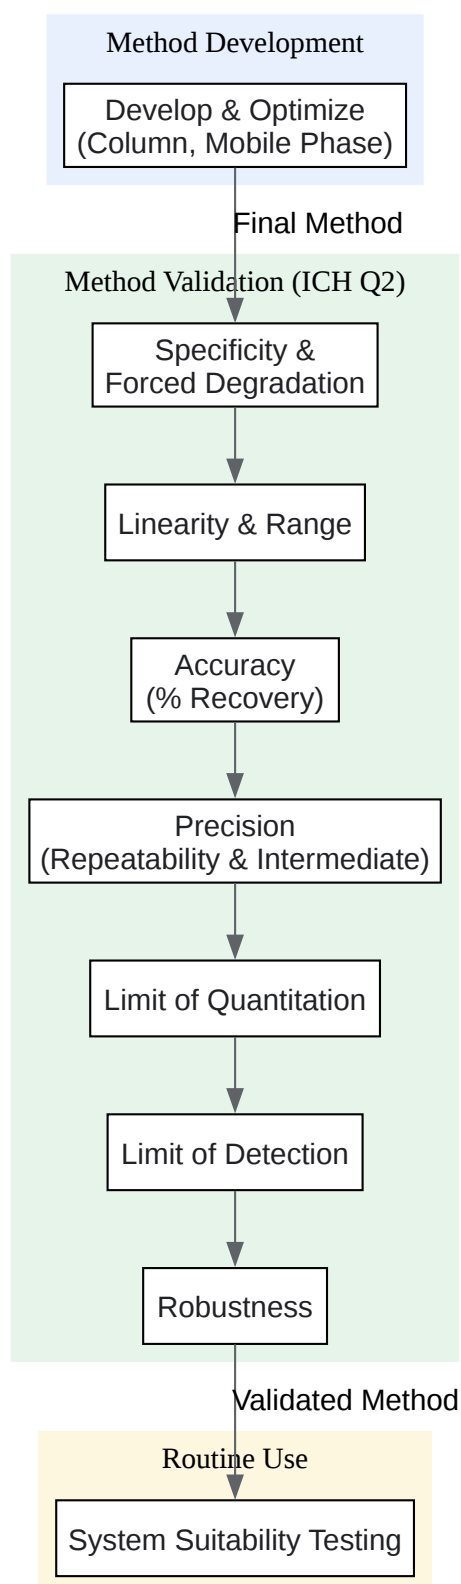 Method Development
Develop & Optimize
(Column, Mobile Phase)
Final Method
Method Validation (ICH Q2)
Specificity &
Forced Degradation
Linearity & Range
Accuracy
(% Recovery)
Precision
(Repeatability & Intermediate)
Limit of Quantitation
Limit of Detection
Robustness
Validated Method
Routine Use
System Suitability Testing